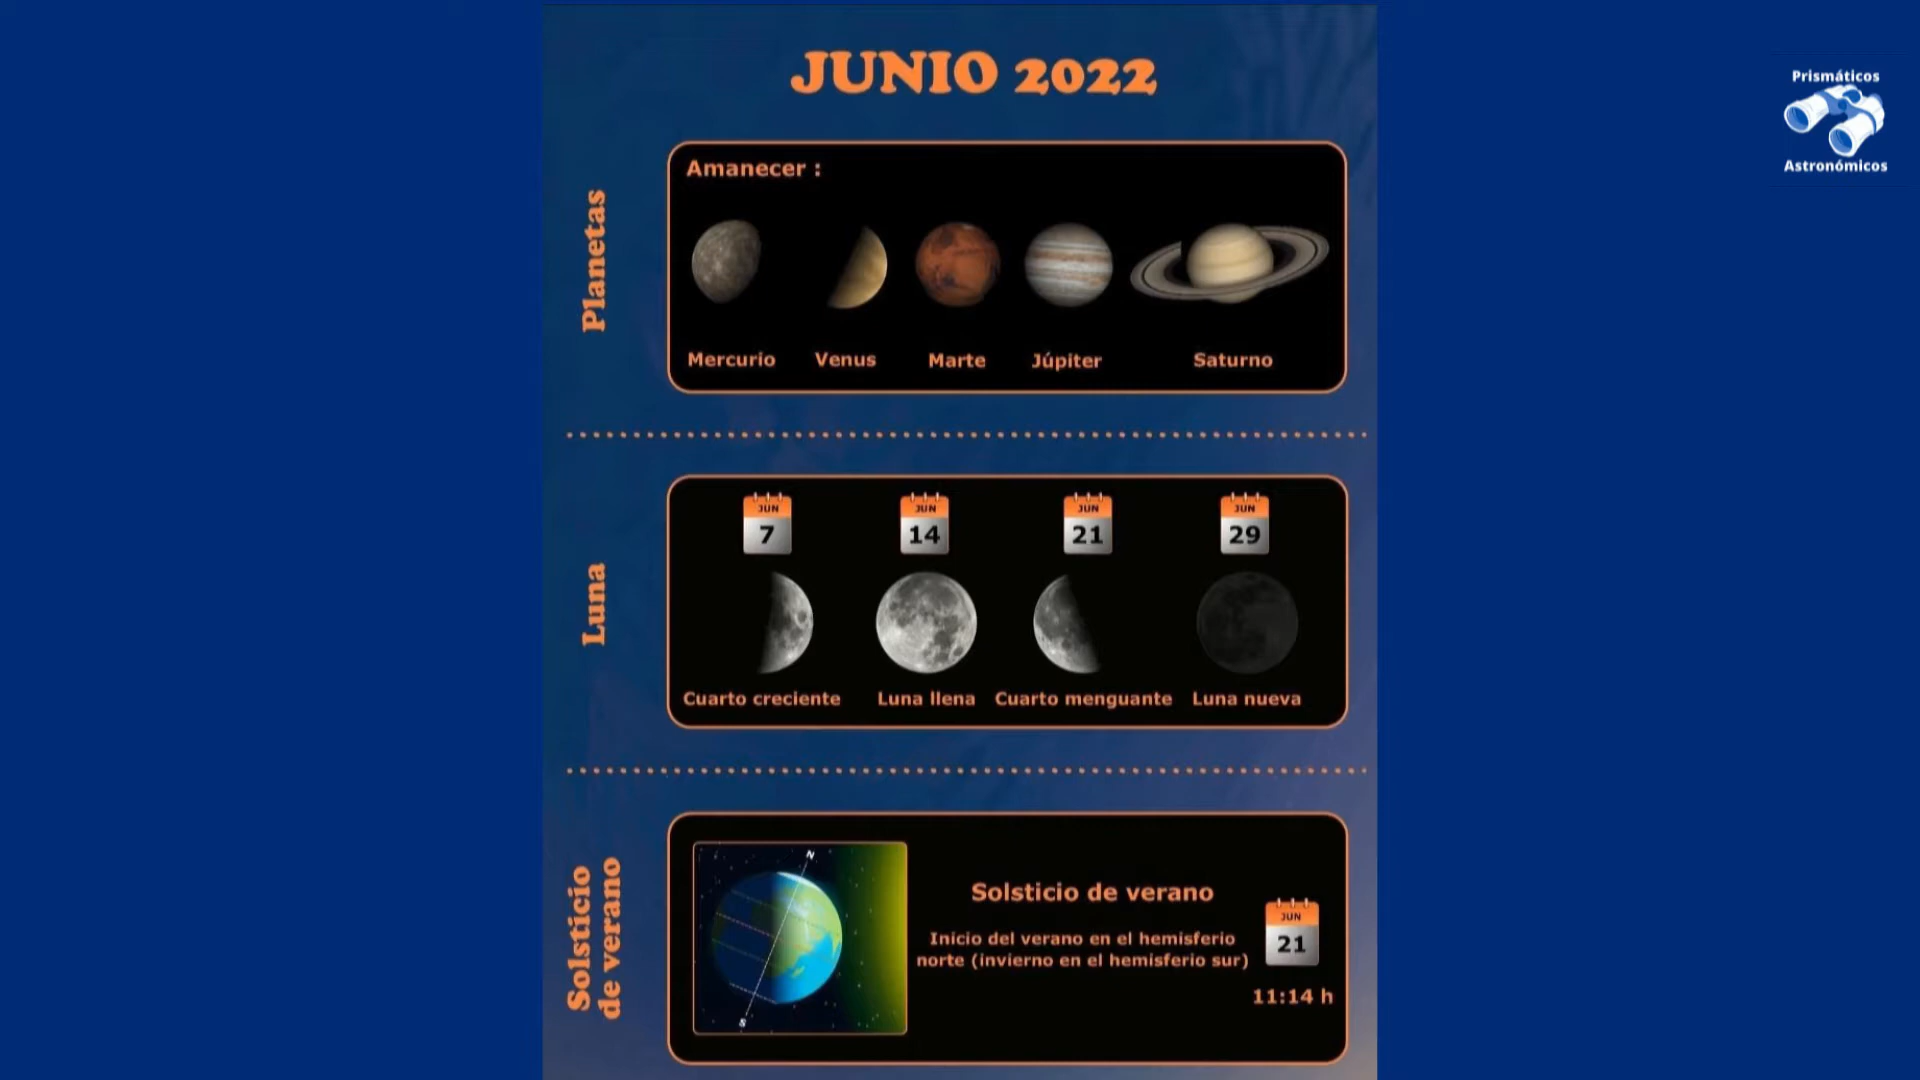 JUNIO 2022
Prismáticos
Astronómicos
Planetas
Amanecer :
Mercurio
Venus
Marte
Júpiter
Saturno
Luna
JUN
7
JUN
14
JUN
21
JUN
29
Cuarto creciente
Luna llena
Cuarto menguante
Luna nueva
Solsticio
de verano
N
S
Solsticio de verano
Inicio del verano en el hemisferio
norte (invierno en el hemisferio sur)
JUN
21
11:14 h